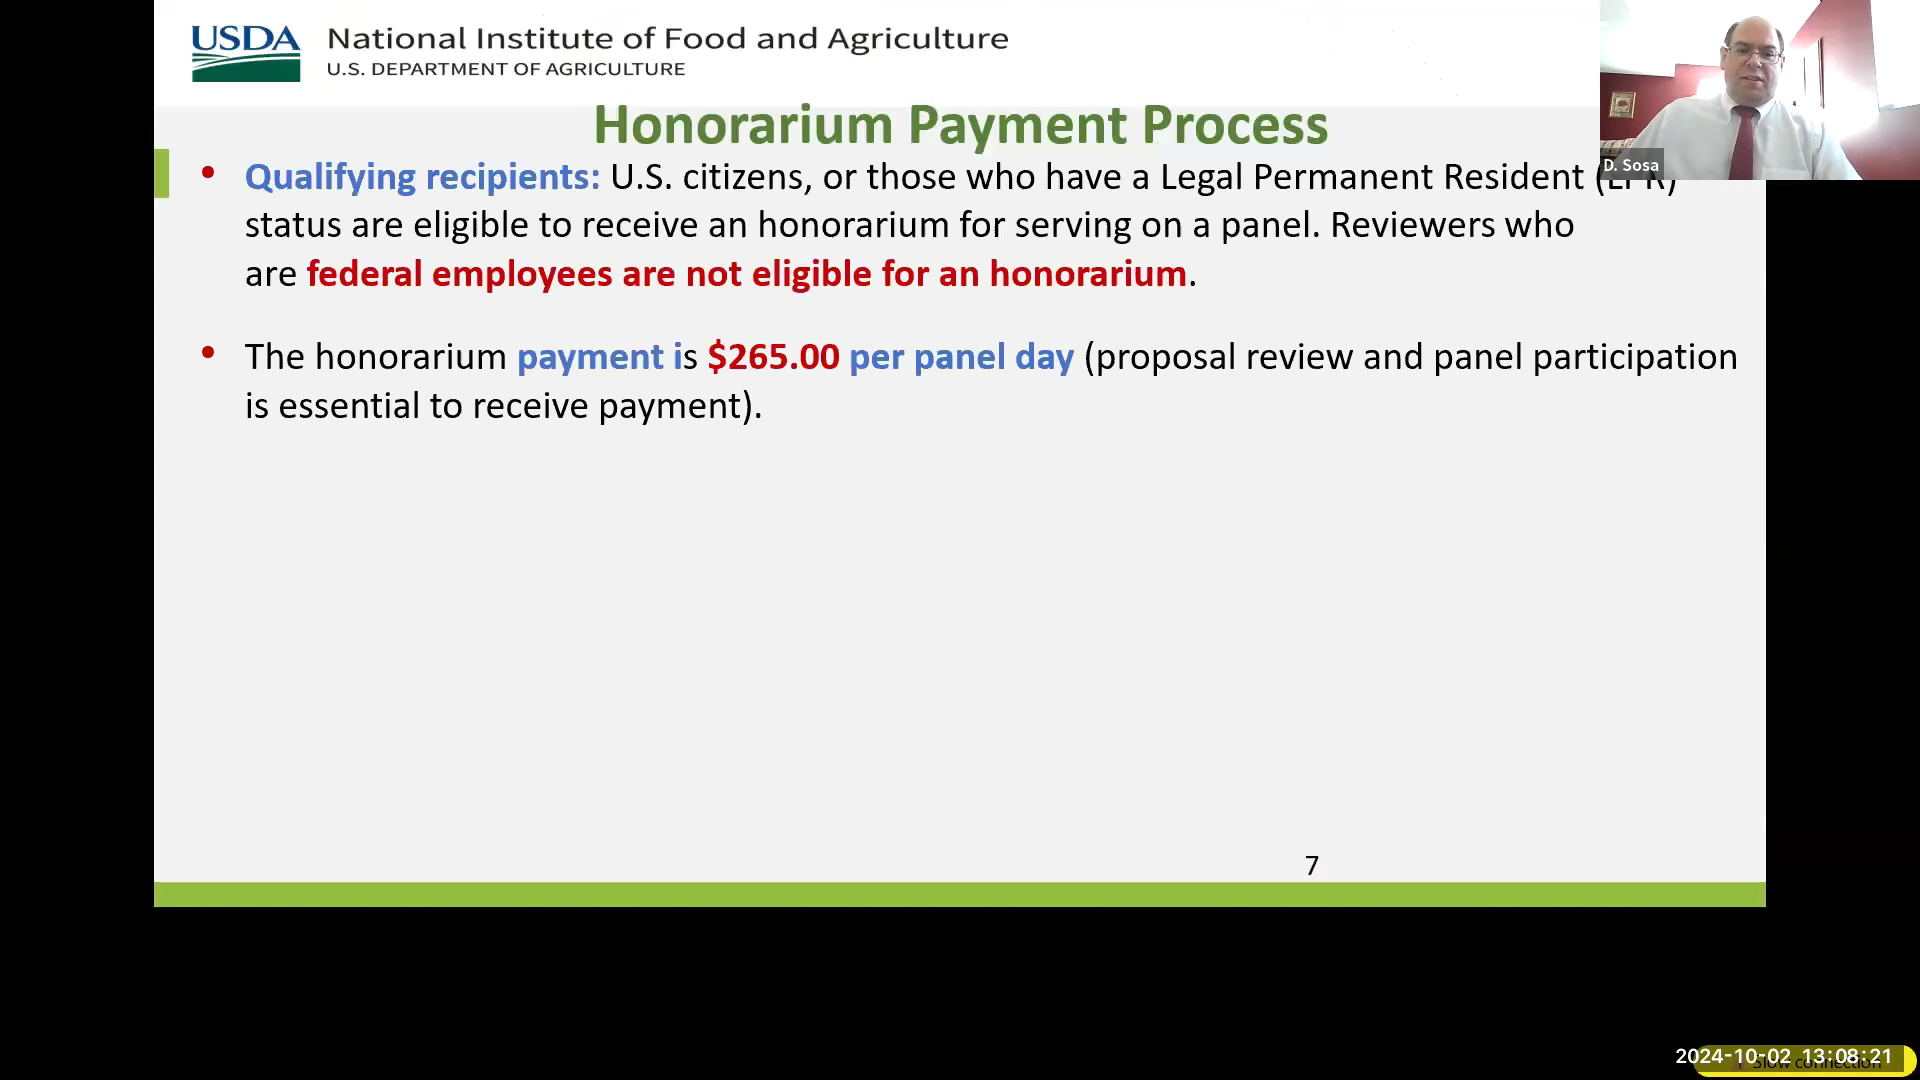 USDA
National Institute of Food and Agriculture
U.S. DEPARTMENT OF AGRICULTURE
Honorarium Payment Process
D. Sosa
• Qualifying recipients: U.S. citizens, or those who have a Legal Permanent Resident (LPR)
status are eligible to receive an honorarium for serving on a panel. Reviewers who
are federal employees are not eligible for an honorarium.
• The honorarium payment is $265.00 per panel day (proposal review and panel participation
is essential to receive payment).
7
2024-10-02 13:08:21
Slow connection